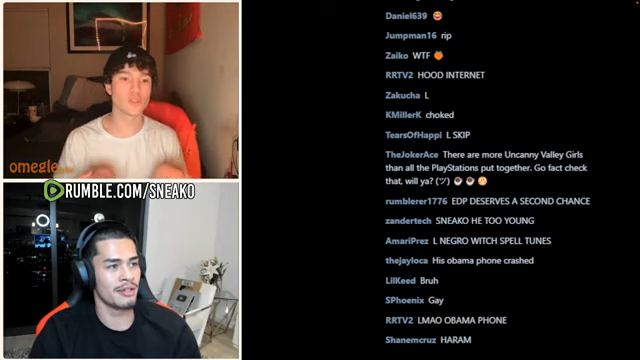 Daniel639
Jumpman16 rip
Zaiko WTF
RRTV2 HOOD INTERNET
Zakucha L
KMillerK choked
TearsOfHappi L SKIP
TheJokerAce There are more Uncanny Valley Girls
than all the PlayStations put together. Go fact check
that, will ya? (ツ)
rumblerer1776 EDP DESERVES A SECOND CHANCE
zandertech SNEAKO HE TOO YOUNG
AmariPrez L NEGRO WITCH SPELL TUNES
thejayloca His obama phone crashed
LilKeed Bruh
SPhoenix Gay
RRTV2 LMAO OBAMA PHONE
Shanemcruz HARAM
omegle
RUMBLE.COM/SNEAKO